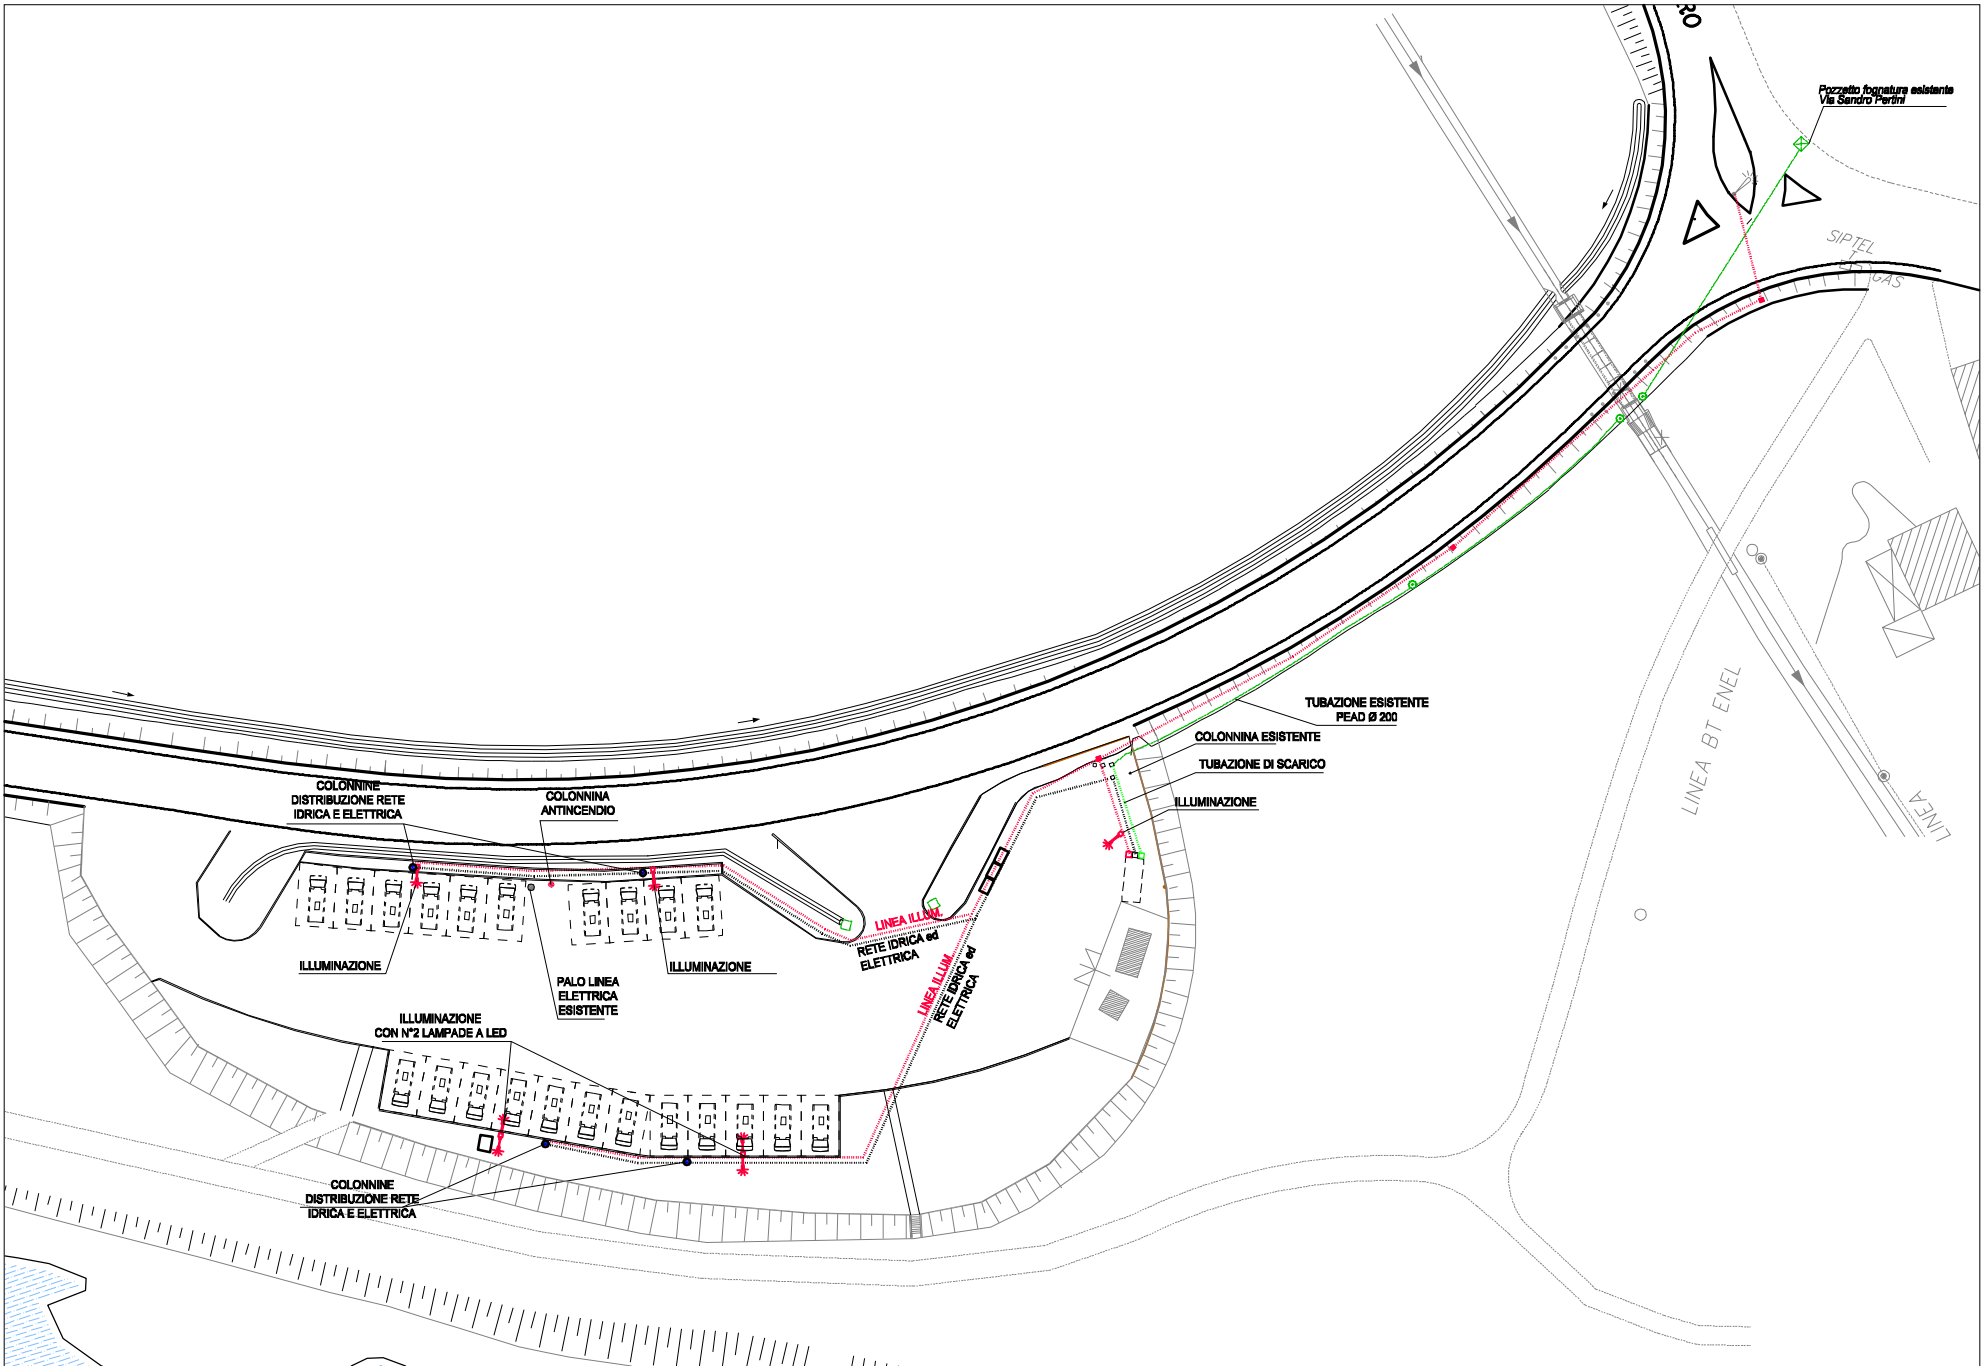 RO
Pozzetto fognatura esistente
Via Sandro Pertini
SIPTEL
GAS
LINEA BT ENEL
LINEA
TUBAZIONE ESISTENTE
PEAD Ø 200
COLONNINA ESISTENTE
TUBAZIONE DI SCARICO
ILLUMINAZIONE
COLONNINE
DISTRIBUZIONE RETE
IDRICA E ELETTRICA
COLONNINA
ANTINCENDIO
LINEA ILLUM.
RETE IDRICA ed
ELETTRICA
LINEA ILLUM.
RETE IDRICA ed
ELETTRICA
ILLUMINAZIONE
ILLUMINAZIONE
PALO LINEA
ELETTRICA
ESISTENTE
ILLUMINAZIONE
CON N°2 LAMPADE A LED
COLONNINE
DISTRIBUZIONE RETE
IDRICA E ELETTRICA